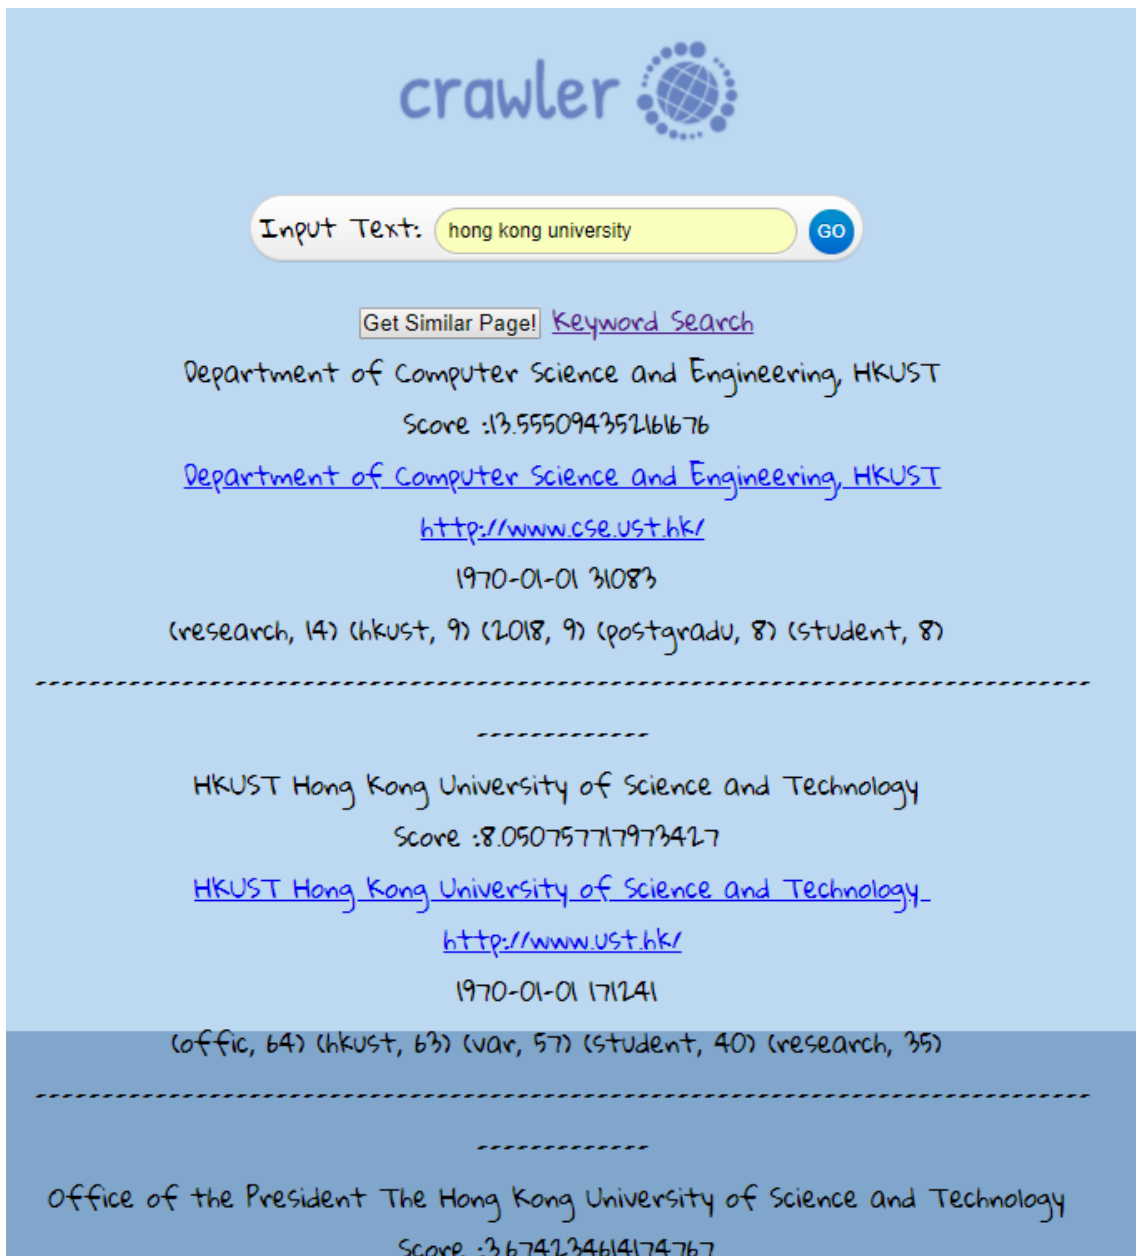 crawler
Input Text: hong kong university GO
Get Similar Page! Keyword Search
Department of Computer Science and Engineering, HKUST
Score :13.555094352161676
Department of Computer Science and Engineering, HKUST
http://www.cse.ust.hk/
1970-01-01 31083
(research, 14) (hkust, 9) (2018, 9) (postgradu, 8) (student, 8)
--------------------------------------------------------------------------------
-------------
HKUST Hong Kong University of Science and Technology
Score :8.050757717973427
HKUST Hong Kong University of Science and Technology
http://www.ust.hk/
1970-01-01 171241
(offic, 64) (hkust, 63) (var, 57) (student, 40) (research, 35)
--------------------------------------------------------------------------------
-------------
Office of the President The Hong Kong University of Science and Technology
Score :3.674234614174767